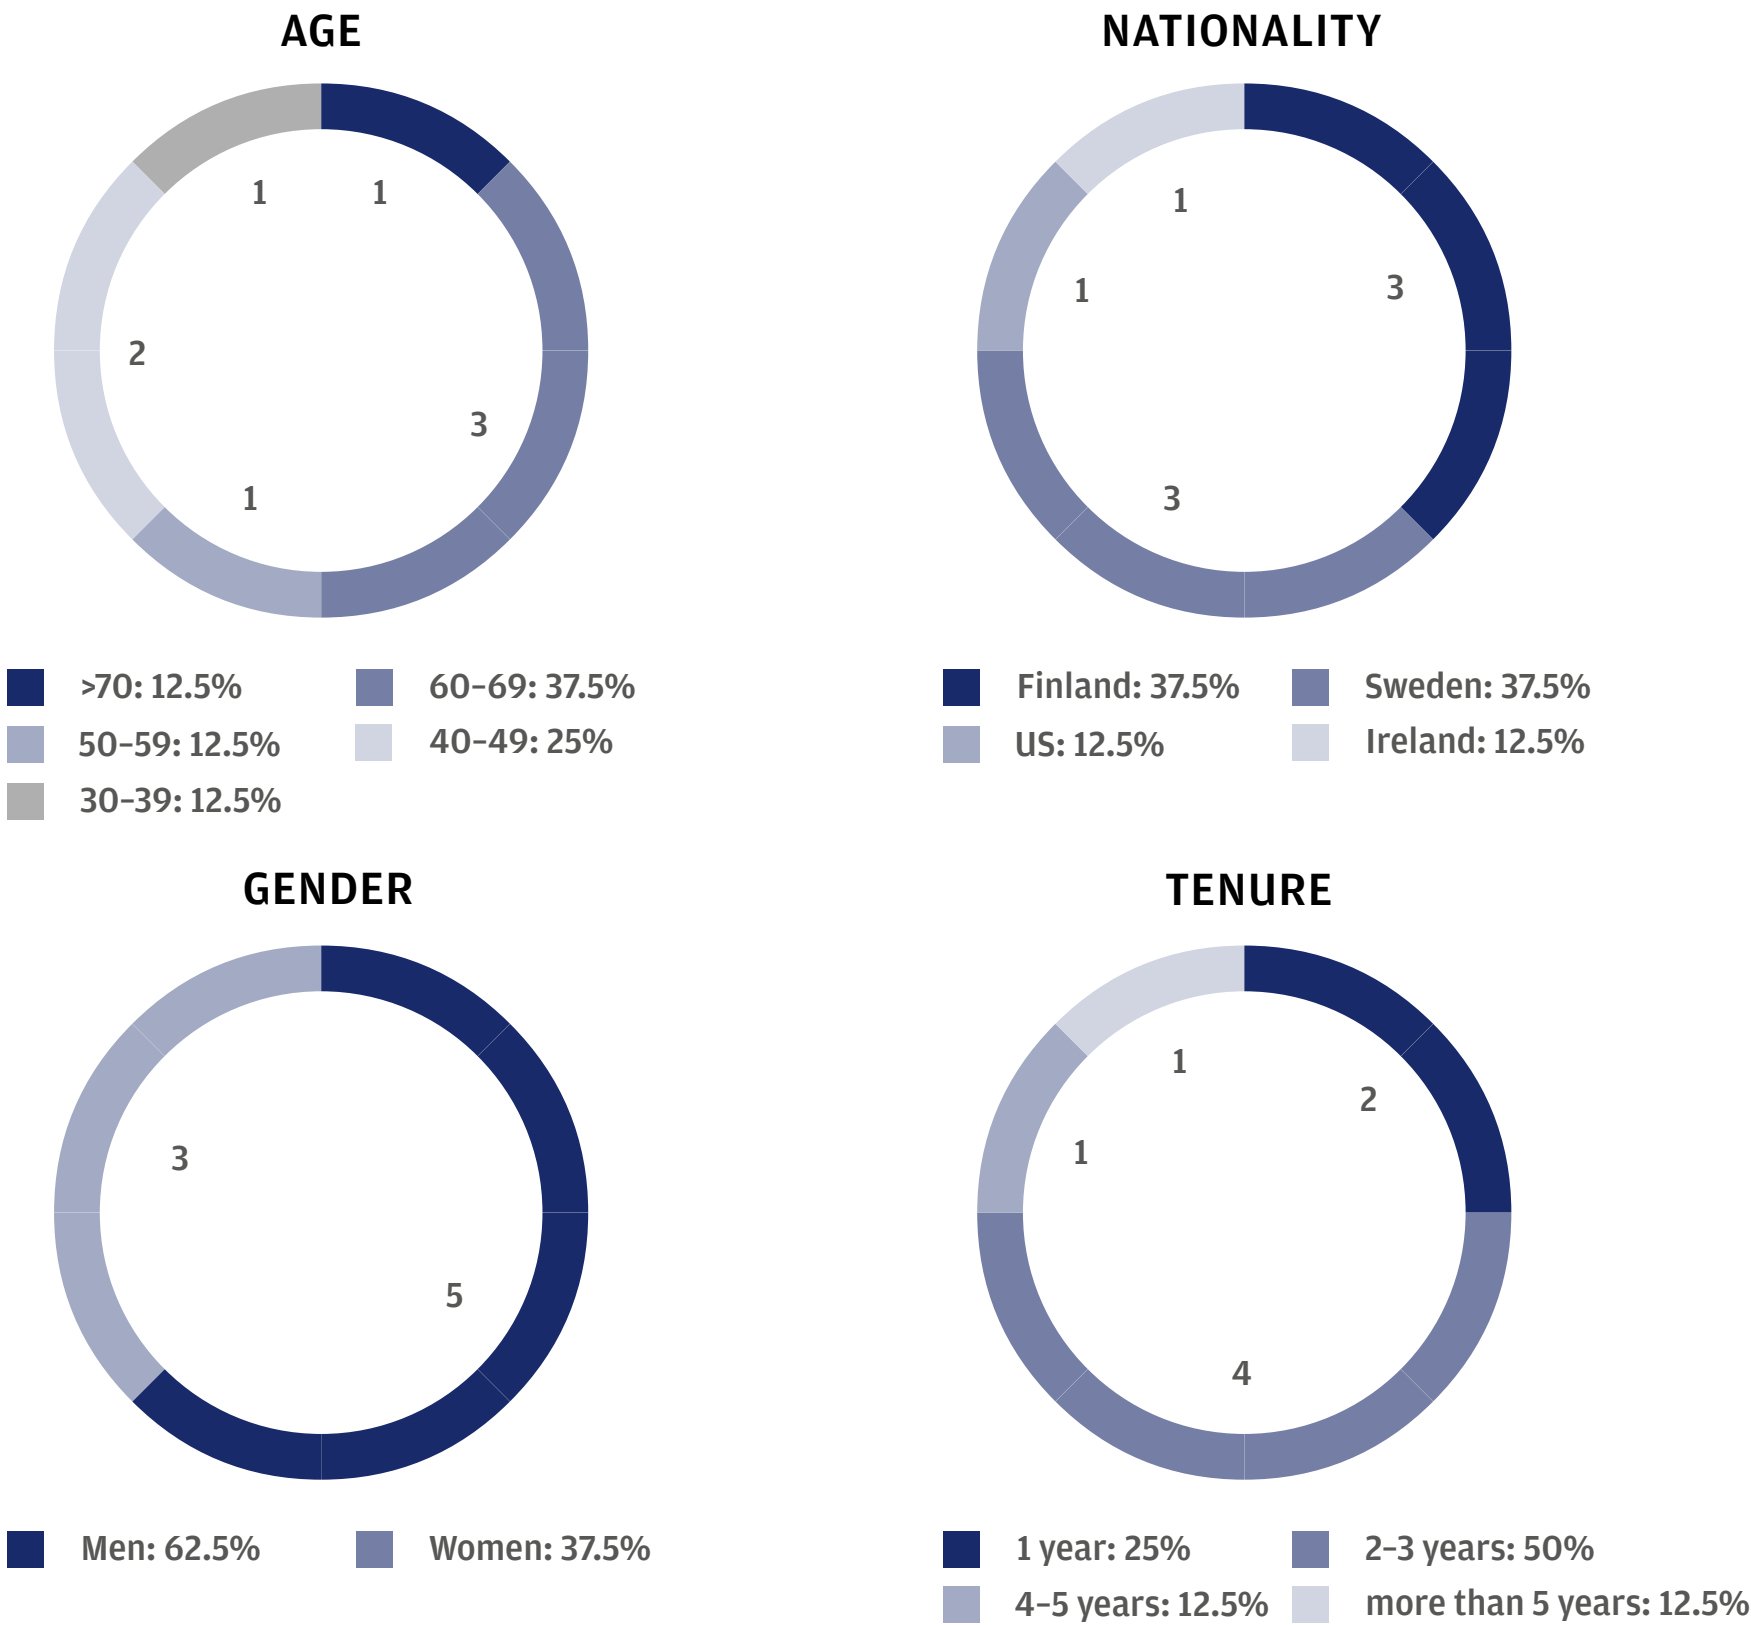 AGE
1 1
2
3
1
>70: 12.5% 60–69: 37.5%
50–59: 12.5% 40–49: 25%
30–39: 12.5%
NATIONALITY
1
1 3
3
Finland: 37.5% Sweden: 37.5%
US: 12.5% Ireland: 12.5%
GENDER
3
5
Men: 62.5% Women: 37.5%
TENURE
1
2
1
4
1 year: 25% 2–3 years: 50%
4–5 years: 12.5% more than 5 years: 12.5%